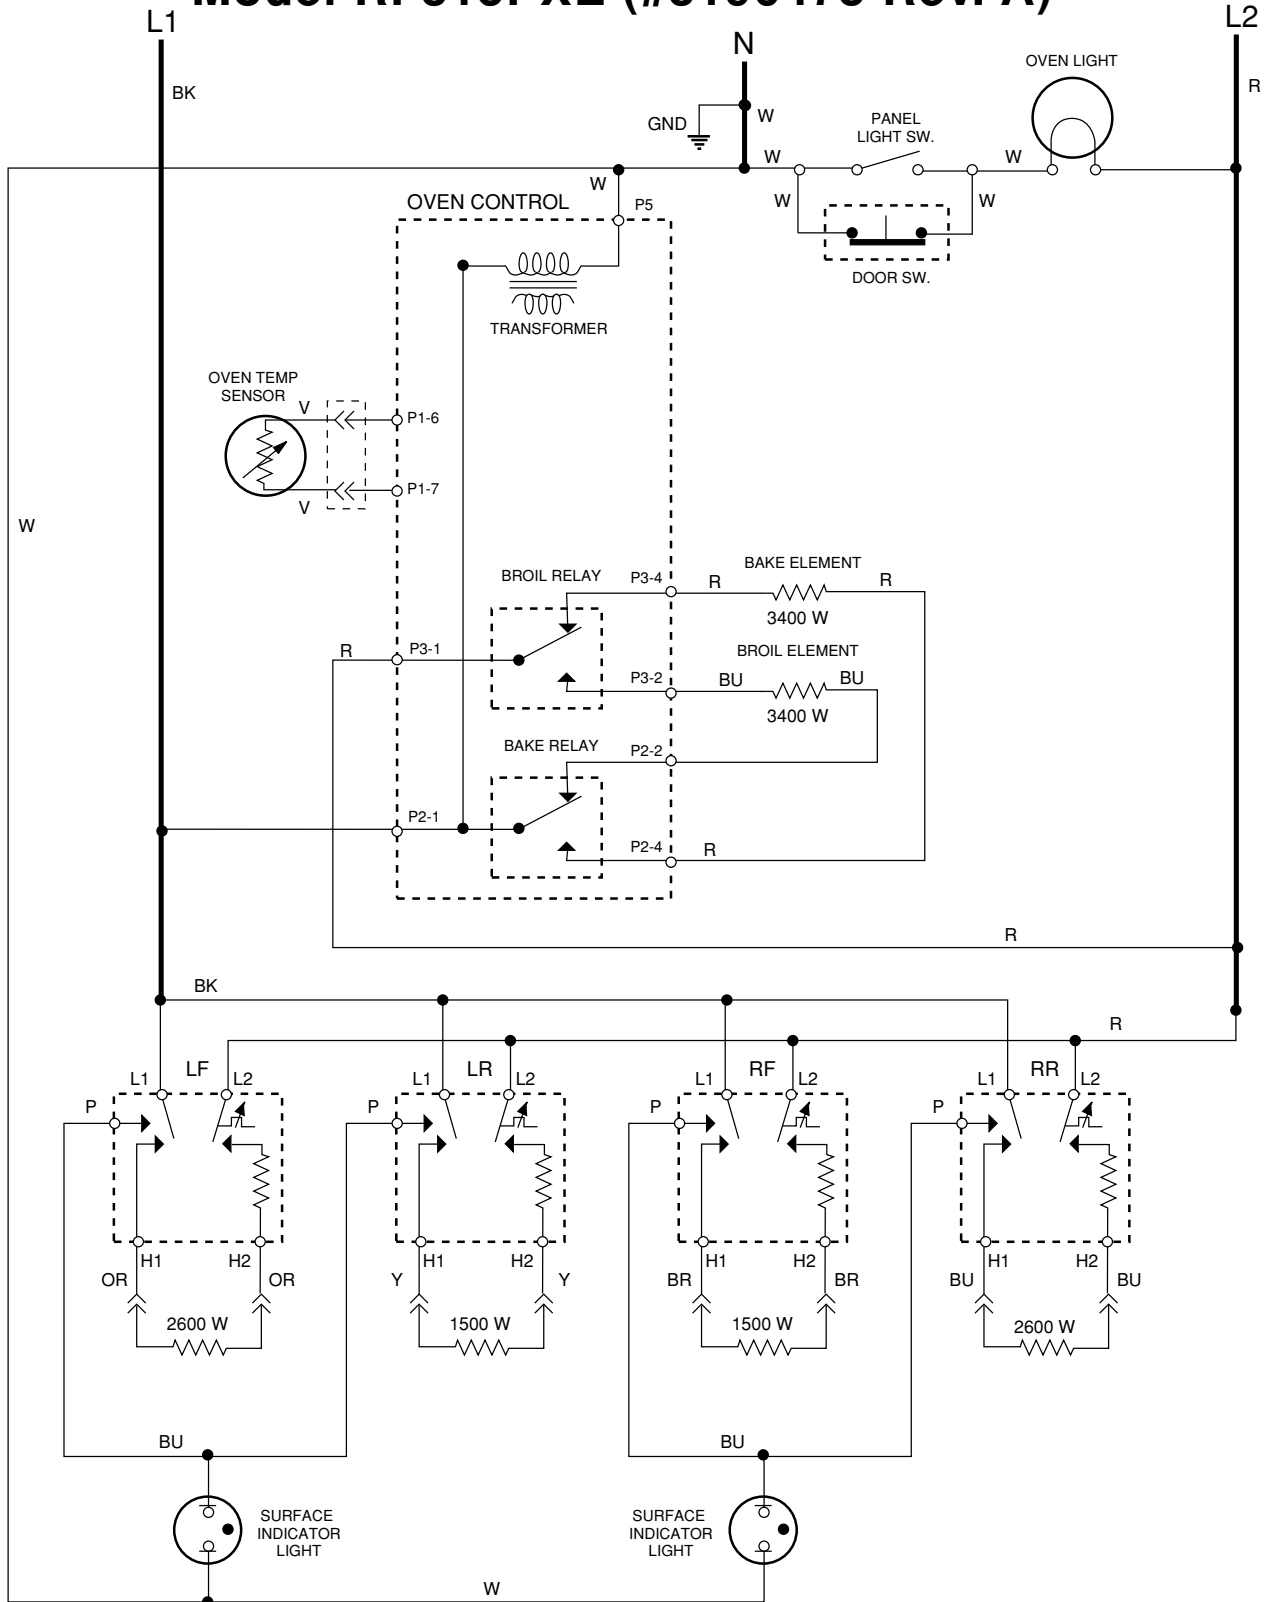 L1
N
L2
BK
R
OVEN LIGHT
W
GND
PANEL
LIGHT SW.
W
W
W
OVEN CONTROL
P5
W
W
DOOR SW.
TRANSFORMER
OVEN TEMP
SENSOR
V
P1-6
P1-7
V
W
BROIL RELAY
P3-4
R
BAKE ELEMENT
R
3400 W
R
P3-1
BROIL ELEMENT
P3-2
BU
BU
3400 W
BAKE RELAY
P2-2
P2-1
P2-4
R
R
BK
R
L1
LF
L2
L1
LR
L2
L1
RF
L2
L1
RR
L2
P
P
P
P
H1
H2
H1
H2
H1
H2
H1
H2
OR
OR
Y
Y
BR
BR
BU
BU
2600 W
1500 W
1500 W
2600 W
BU
BU
SURFACE
INDICATOR
LIGHT
SURFACE
INDICATOR
LIGHT
W